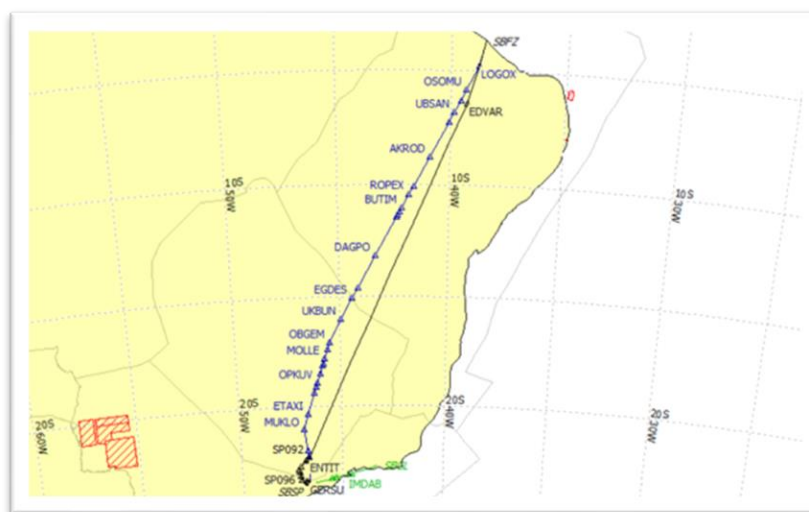 SBFZ
LOGOX
OSOMU
UBSAN
EDVAR
AKROD
ROPEX
10S
50W
BUTIM
10S
40W
10S
30W
DAGPO
EGDES
UKBUN
OBGEM
MOLLE
OPKUV
ETAXI
20S
50W
20S
40W
20S
30W
MUKLO
20S
60W
SP092
ENTIT
SP096
IMDAB
SBSP
GERSU